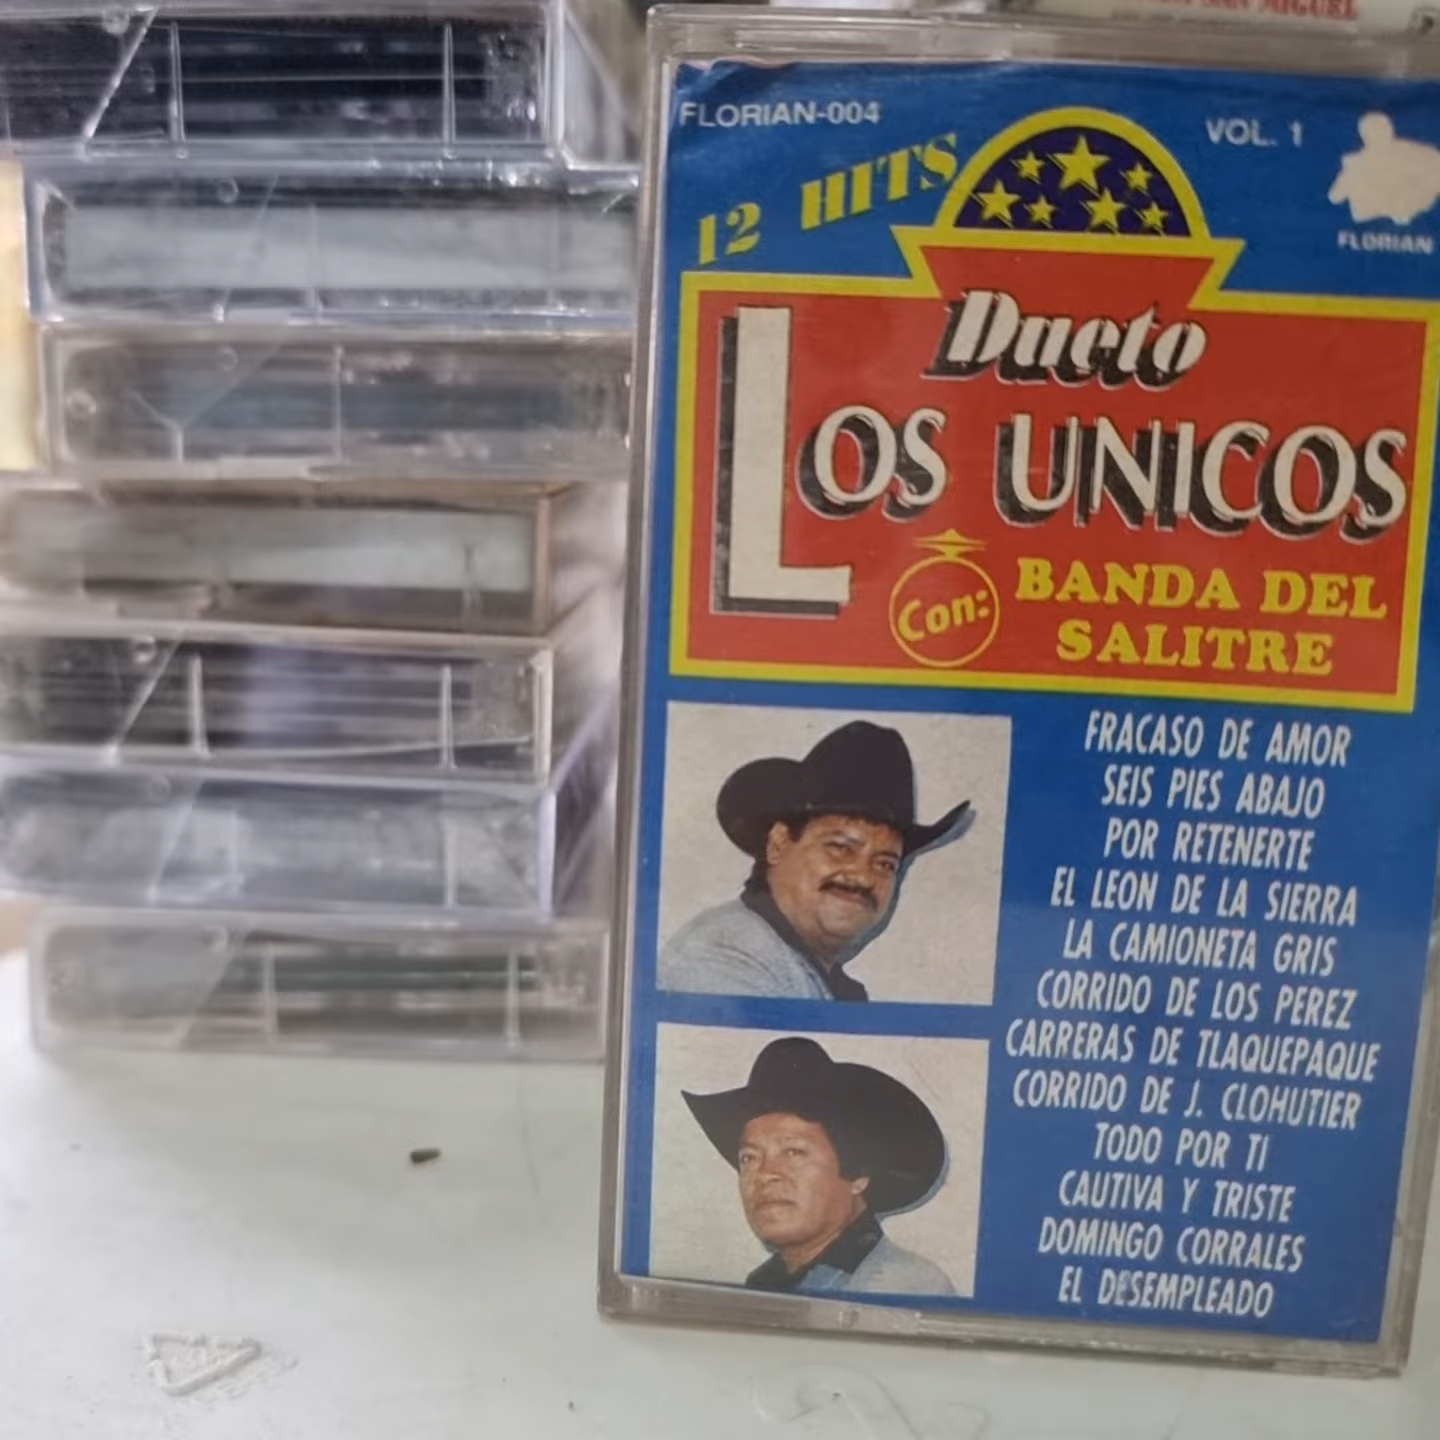 SAN MIGUEL
FLORIAN-004
VOL. 1
12 HITS
FLORIAN
Dueto
LOS UNICOS
Con:
BANDA DEL
SALITRE
FRACASO DE AMOR
SEIS PIES ABAJO
POR RETENERTE
EL LEON DE LA SIERRA
LA CAMIONETA GRIS
CORRIDO DE LOS PEREZ
CARRERAS DE TLAQUEPAQUE
CORRIDO DE J. CLOHUTIER
TODO POR TI
CAUTIVA Y TRISTE
DOMINGO CORRALES
EL DESEMPLEADO